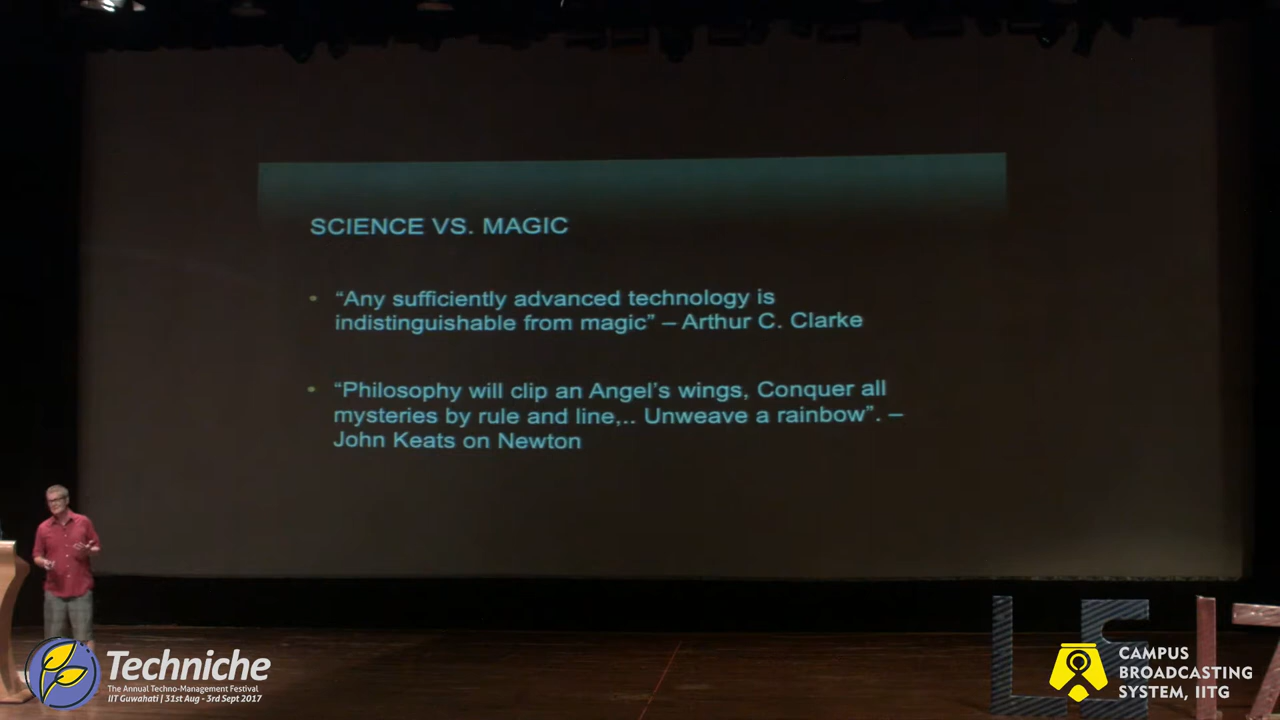 SCIENCE VS. MAGIC
• “Any sufficiently advanced technology is
indistinguishable from magic” – Arthur C. Clarke
• “Philosophy will clip an Angel’s wings, Conquer all
mysteries by rule and line,.. Unweave a rainbow”. –
John Keats on Newton
Techniche
The Annual Techno-Management Festival
IIT Guwahati | 31st Aug - 3rd Sept 2017
CAMPUS
BROADCASTING
SYSTEM, IITG